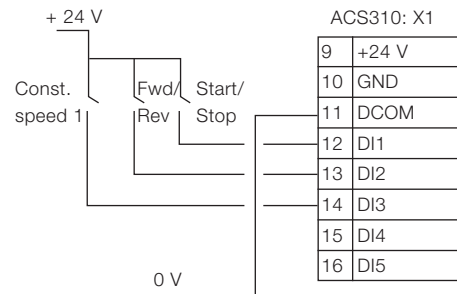 + 24 V
ACS310: X1
9 +24 V
10 GND
11 DCOM
12 DI1
13 DI2
14 DI3
15 DI4
16 DI5
Const.
speed 1
Fwd/
Rev
Start/
Stop
0 V